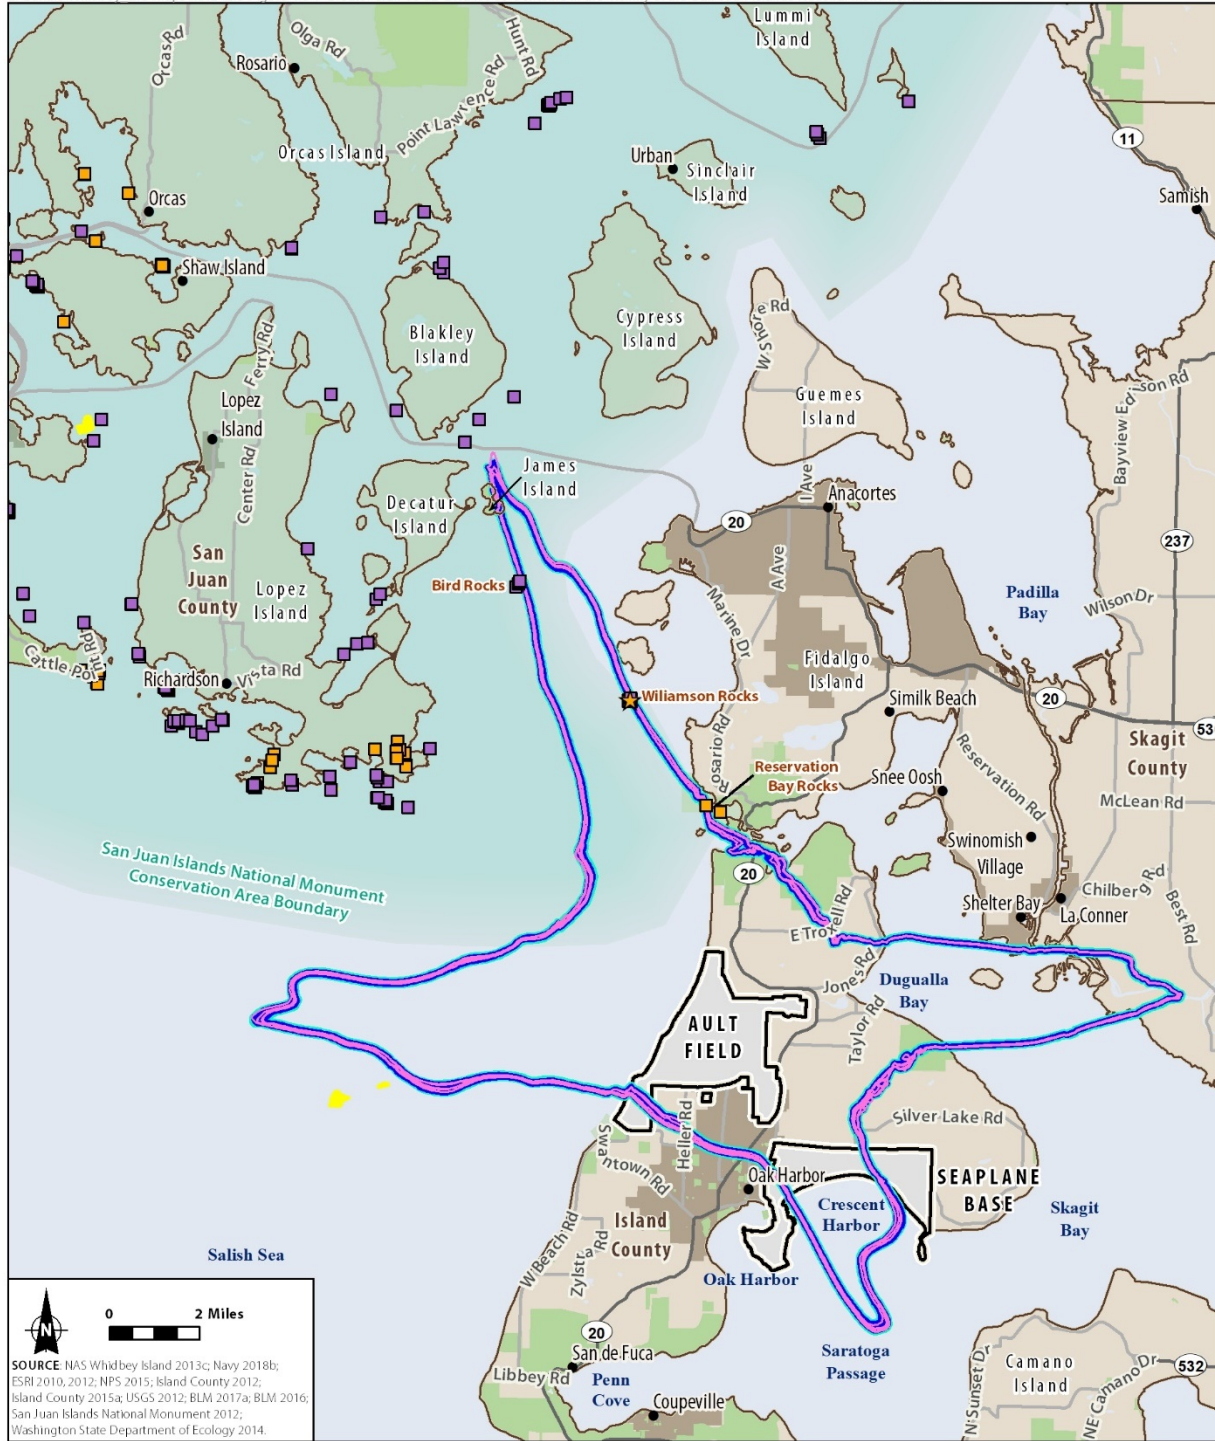 Lummi
Island
Orcas Rd
Olga Rd
Hunt Rd
Rosario
Point Lawrence Rd
11
Orcas Island
Urban
Sinclair
Island
Samish
Orcas
Shaw Island
Blakley
Island
Cypress
Island
W Shore Rd
Ferry Rd
Guemes
Island
Bayview Edison Rd
Lopez
Island
Center Rd
James
Island
I Ave
Anacortes
Decatur
Island
20
237
San
Juan
County
Lopez
Island
Bird Rocks
A Ave
Padilla
Bay
Wilson Dr
Marine Dr
Cattle Point Rd
Richardson
Vista Rd
Fidalgo
Island
Wiliamson Rocks
Similk Beach
20
53
Rosario Rd
Reservation Rd
Skagit
County
Reservation
Bay Rocks
Snee Oosh
McLean Rd
Swinomish
Village
San Juan Islands National Monument
Conservation Area Boundary
20
Chilberg Rd
Best Rd
Shelter Bay
La Conner
E Troxell Rd
Jones Rd
Dugualla
Bay
AULT
FIELD
Taylor Rd
Silver Lake Rd
Heller Rd
Swantown Rd
Oak Harbor
SEAPLANE
BASE
Crescent
Harbor
Skagit
Bay
Island
County
W Beach Rd
Zylstra Rd
Salish Sea
Oak Harbor
N
0 2 Miles
20
San de Fuca
Saratoga
Passage
Camano
Island
532
Libbey Rd
Penn
Cove
Coupeville
N Sunset Dr
NE Camano Dr
SOURCE: NAS Whidbey Island 2013c; Navy 2018b;
ESRI 2010, 2012; NPS 2015; Island County 2012;
Island County 2015a; USGS 2012; BLM 2017a; BLM 2016;
San Juan Islands National Monument 2012;
Washington State Department of Ecology 2014.